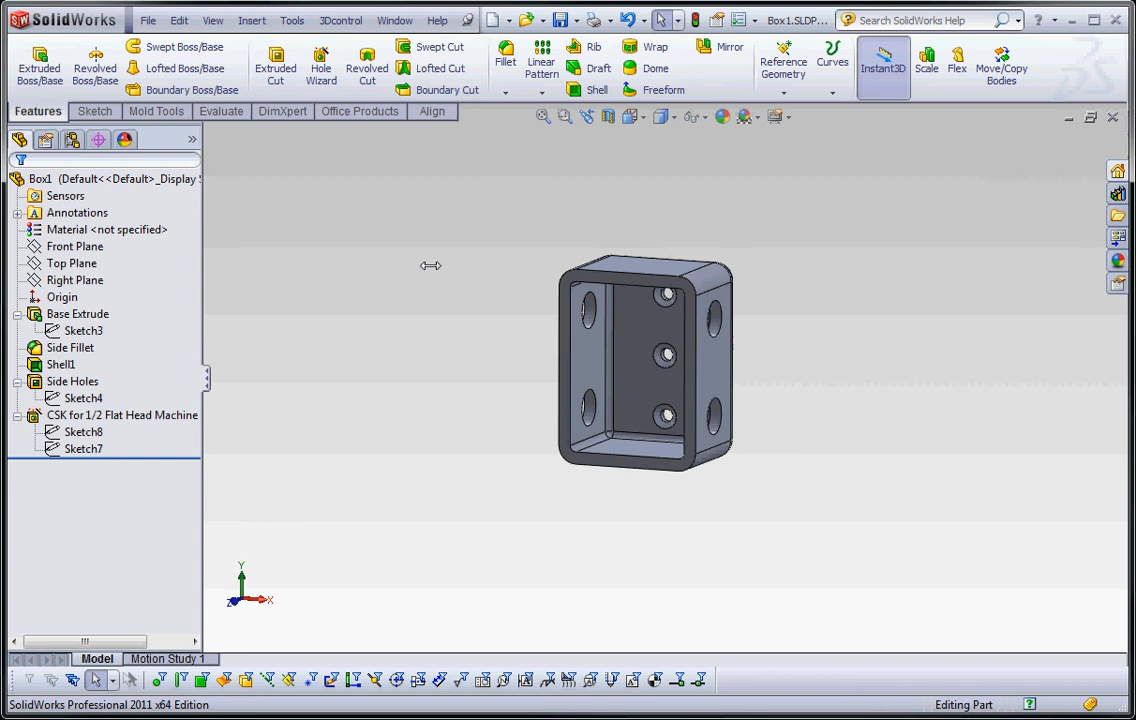 SolidWorks File Edit View Insert Tools 3Dcontrol Window Help Box1.SLDP... Search SolidWorks Help
Extruded Boss/Base
Revolved Boss/Base
Swept Boss/Base
Lofted Boss/Base
Boundary Boss/Base
Extruded Cut
Hole Wizard
Revolved Cut
Swept Cut
Lofted Cut
Boundary Cut
Fillet
Linear Pattern
Rib
Draft
Shell
Wrap
Dome
Freeform
Mirror
Reference Geometry
Curves
Instant3D
Scale
Flex
Move/Copy Bodies
Features Sketch Mold Tools Evaluate DimXpert Office Products Align
Box1 (Default<<Default>_Display S
Sensors
Annotations
Material <not specified>
Front Plane
Top Plane
Right Plane
Origin
Base Extrude
Sketch3
Side Fillet
Shell1
Side Holes
Sketch4
CSK for 1/2 Flat Head Machine
Sketch8
Sketch7
Y
X
Z
Model Motion Study 1
SolidWorks Professional 2011 x64 Edition Editing Part